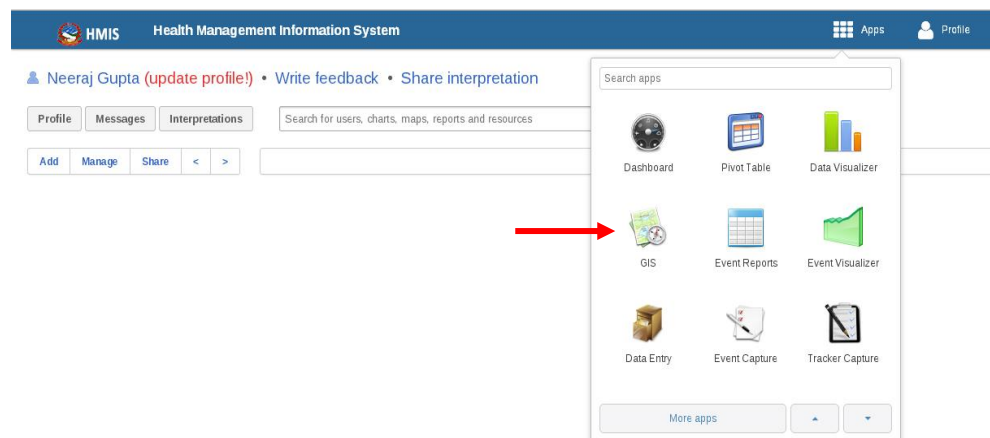 HMIS Health Management Information System Apps Profile
Neeraj Gupta (update profile!) • Write feedback • Share interpretation
Search apps
Profile Messages Interpretations Search for users, charts, maps, reports and resources
Add Manage Share < >
Dashboard Pivot Table Data Visualizer
GIS Event Reports Event Visualizer
Data Entry Event Capture Tracker Capture
More apps